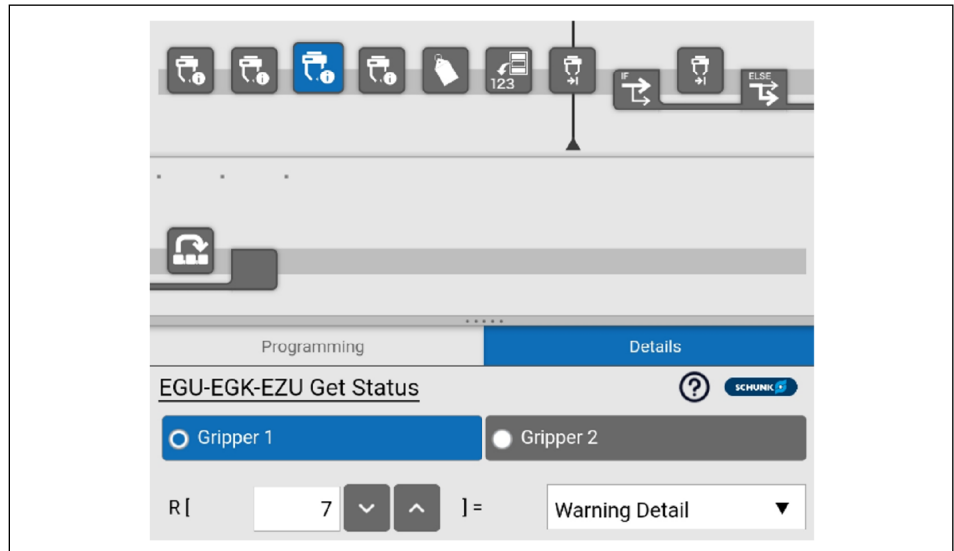 123
IF
ELSE
Programming
Details
EGU-EGK-EZU Get Status
SCHUNK
Gripper 1
Gripper 2
R [ 7 ] = Warning Detail